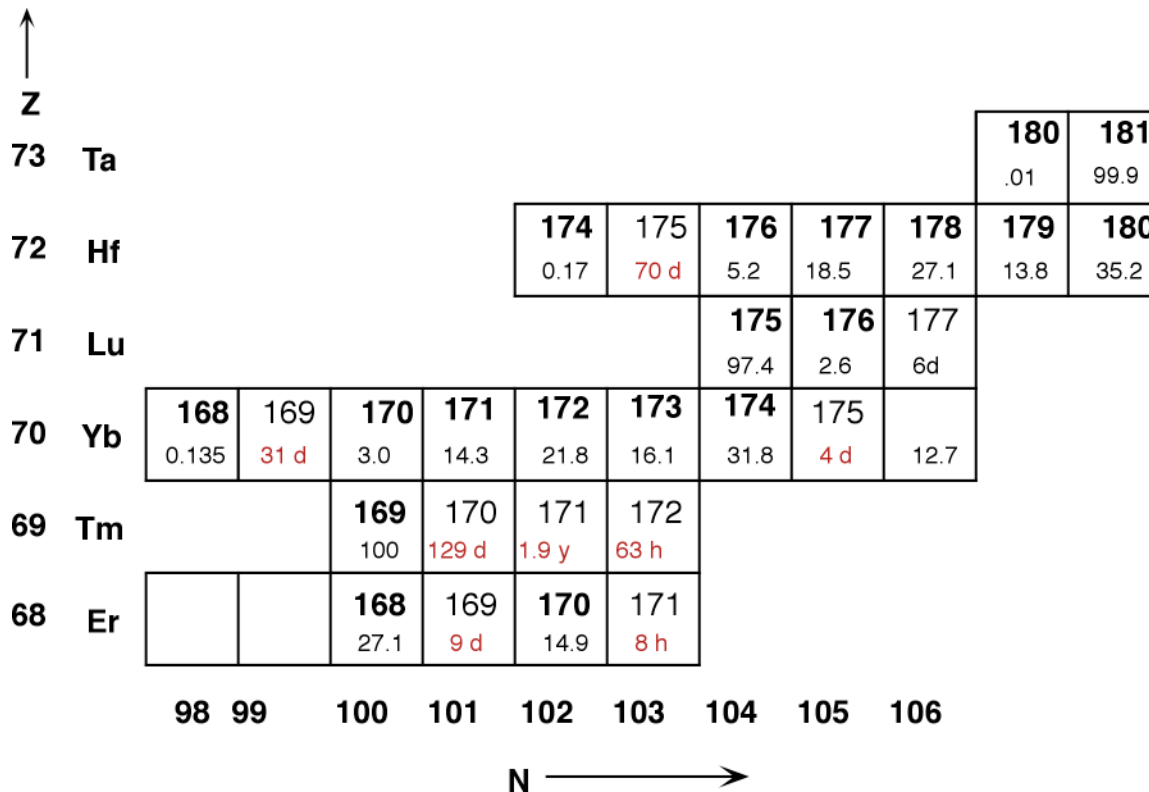 Z
73 Ta 180 181
.01 99.9
72 Hf 174 175 176 177 178 179 180
0.17 70 d 5.2 18.5 27.1 13.8 35.2
71 Lu 175 176 177
97.4 2.6 6d
70 Yb 168 169 170 171 172 173 174 175
0.135 31 d 3.0 14.3 21.8 16.1 31.8 4 d 12.7
69 Tm 169 170 171 172
100 129 d 1.9 y 63 h
68 Er 168 169 170 171
27.1 9 d 14.9 8 h
98 99 100 101 102 103 104 105 106
N